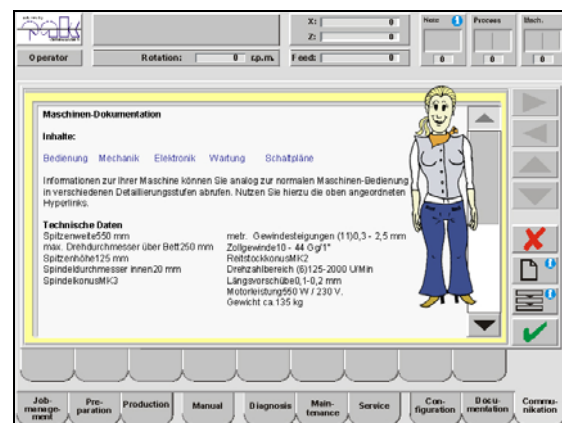 X: 0
Z: 0
Note
Process
Mach.
Operator
Rotation: 0 r.p.m.
Feed: 0
0
0
0
Maschinen-Dokumentation
Inhalte:
Bedienung Mechanik Elektronik Wartung Schaltpläne
Informationen zur Ihrer Maschine können Sie analog zur normalen Maschinen-Bedienung
in verschiedenen Detaillierungsstufen abrufen. Nutzen Sie hierzu die oben angeordneten
Hyperlinks.
Technische Daten
Spitzenweite550 mm
max. Drehdurchmesser über Bett250 mm
Spitzenhöhe125 mm
Spindeldurchmesser innen20 mm
SpindelkonusMK3
metr. Gewindesteigungen (11)0,3 - 2,5 mm
Zollgewinde10 - 44 Gg/1"
ReitstockkonusMK2
Drehzahlbereich (6)125-2000 U/Min
Längsvorschübe0,1-0,2 mm
Motorleistung550 W / 230 V.
Gewicht ca.135 kg
Job-
manage-
ment
Pre-
paration
Production
Manual
Diagnosis
Main-
tenance
Service
Con-
figuration
Docu-
mentation
Commu-
nikation